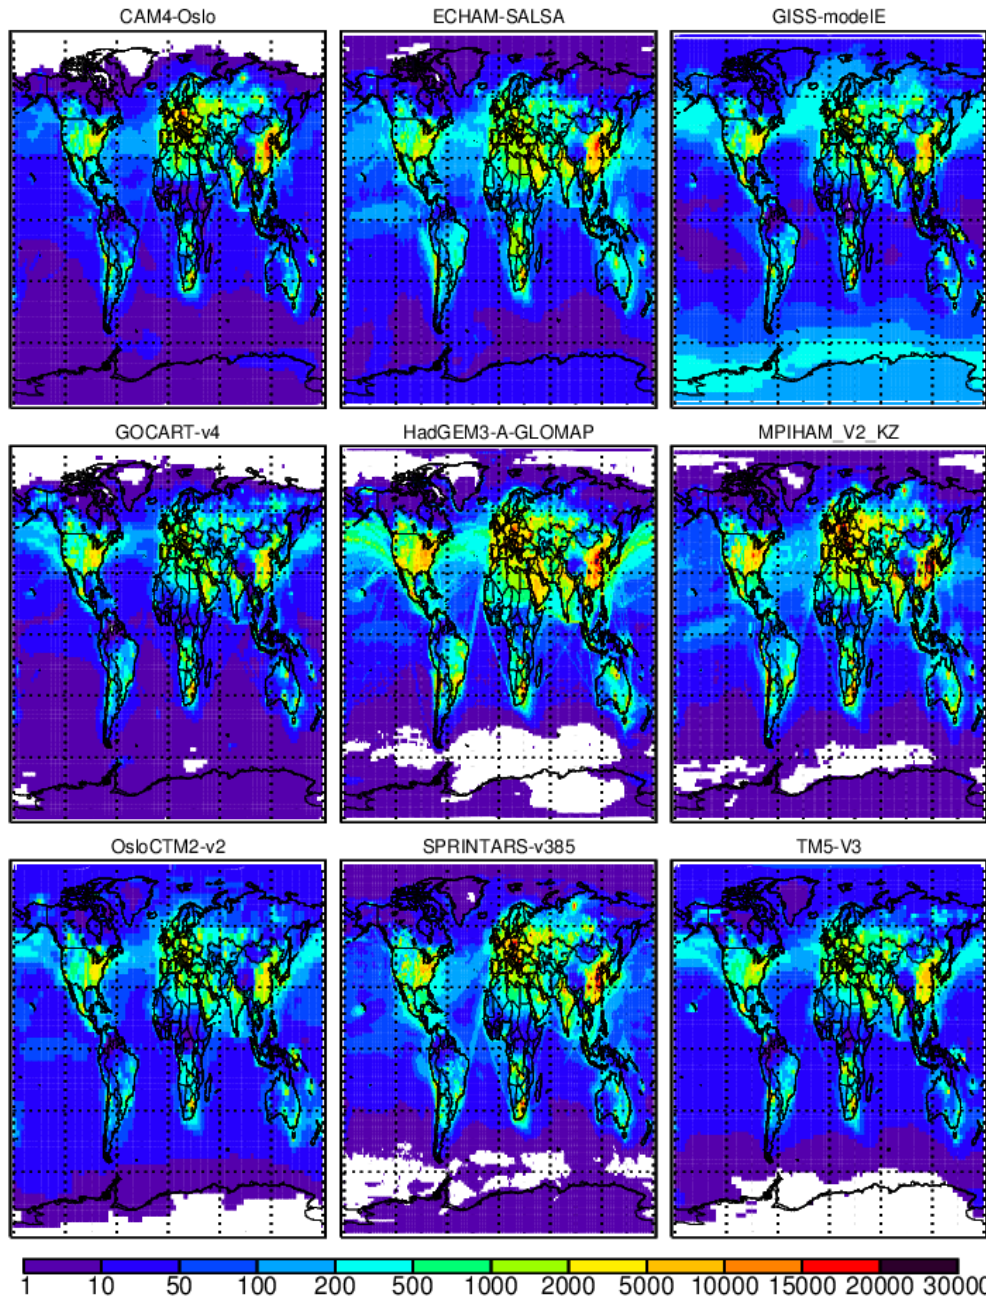 CAM4-Oslo ECHAM-SALSA GISS-modelE
GOCART-v4 HadGEM3-A-GLOMAP MPIHAM_V2_KZ
OsloCTM2-v2 SPRINTARS-v385 TM5-V3
1 10 50 100 200 500 1000 2000 5000 10000 15000 20000 30000